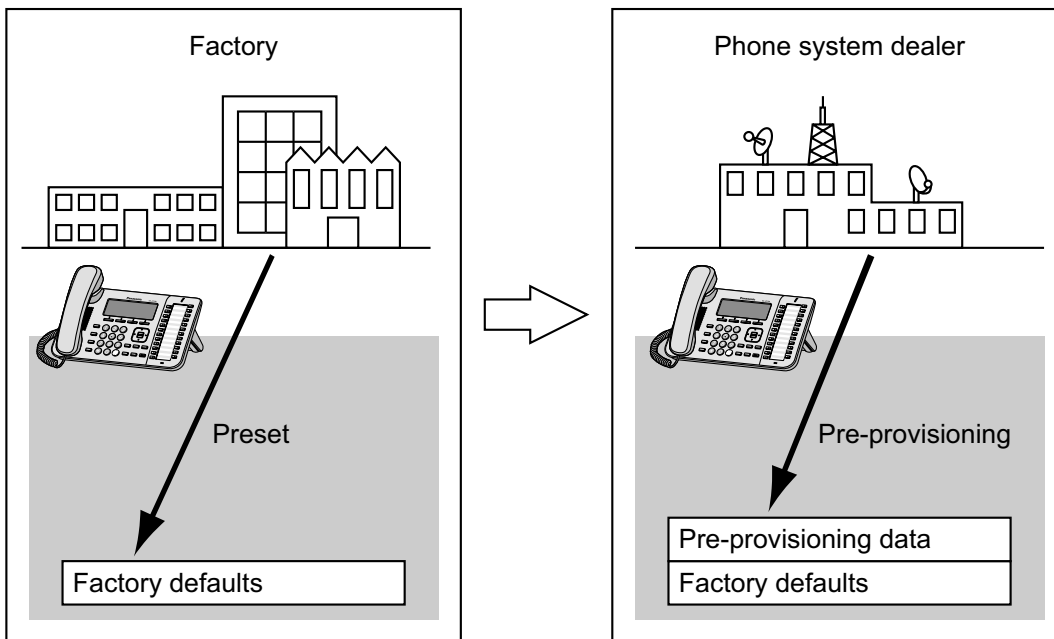 Factory
Preset
Factory defaults
Phone system dealer
Pre-provisioning
Pre-provisioning data
Factory defaults